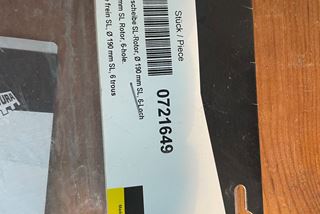 Stück / Piece
0721649
scheibe SL-Rotor, Ø 190 mm SL, 6-Loch
mm SL Rotor, 6-hole.
frein SL, Ø 190 mm SL, 6 trous